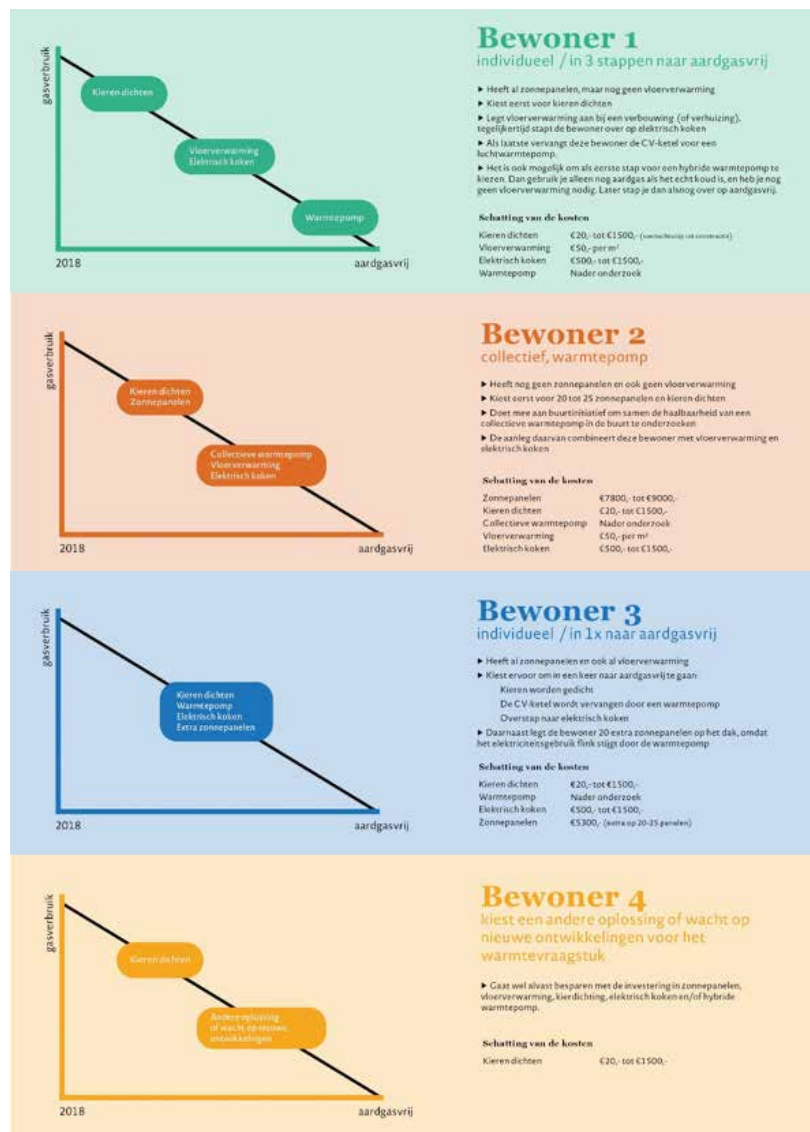 Bewoner 1
individueel / in 3 stappen naar aardgasvrij
gasverbruik
Kieren dichten
Vloerverwarming
Elektrisch koken
Warmtepomp
2018
aardgasvrij
► Heeft al zonnepanelen, maar nog geen vloerverwarming
► Kiest eerst voor kieren dichten
► Legt vloerverwarming aan bij een verbouwing (of verhuizing),
tegelijkertijd stapt de bewoner over op elektrisch koken
► Als laatste vervangt deze bewoner de CV-ketel voor een
luchtwarmtepomp.
► Het is ook mogelijk om als eerste stap voor een hybride warmtepomp te
kiezen. Dan gebruik je alleen nog aardgas als het echt koud is, en heb je nog
geen vloerverwarming nodig. Later stap je dan alsnog over op aardgasvrij.
Schatting van de kosten
Kieren dichten €20,- tot €1500,-
Vloerverwarming €50,- per m²
Elektrisch koken €500,- tot €1500,-
Warmtepomp Nader onderzoek
Bewoner 2
collectief, warmtepomp
gasverbruik
Kieren dichten
Zonnepanelen
Collectieve warmtepomp
Vloerverwarming
Elektrisch koken
2018
aardgasvrij
► Heeft nog geen zonnepanelen en ook geen vloerverwarming
► Kiest eerst voor 20 tot 25 zonnepanelen en kieren dichten
► Doet mee aan buurtinitiatief om samen de haalbaarheid van een
collectieve warmtepomp in de buurt te onderzoeken
► De aanleg daarvan combineert deze bewoner met vloerverwarming en
elektrisch koken
Schatting van de kosten
Zonnepanelen €7800,- tot €9000,-
Kieren dichten €20,- tot €1500,-
Collectieve warmtepomp Nader onderzoek
Vloerverwarming €50,- per m²
Elektrisch koken €500,- tot €1500,-
Bewoner 3
individueel / in 1x naar aardgasvrij
gasverbruik
Kieren dichten
Warmtepomp
Elektrisch koken
Extra zonnepanelen
2018
aardgasvrij
► Heeft al zonnepanelen en ook al vloerverwarming
► Kiest ervoor om in een keer naar aardgasvrij te gaan:
Kieren worden gedicht
De CV-ketel wordt vervangen door een warmtepomp
Overstap naar elektrisch koken
► Daarnaast legt de bewoner 20 extra zonnepanelen op het dak, omdat
het elektriciteitsgebruik flink stijgt door de warmtepomp
Schatting van de kosten
Kieren dichten €20,- tot €1500,-
Warmtepomp Nader onderzoek
Elektrisch koken €500,- tot €1500,-
Zonnepanelen €5300,- (extra op 20-25 panelen)
Bewoner 4
kiest een andere oplossing of wacht op
nieuwe ontwikkelingen voor het
warmtevraagstuk
gasverbruik
Kieren dichten
Andere oplossing
of wacht op nieuwe
ontwikkelingen
2018
aardgasvrij
► Gaat wel alvast besparen met de investering in zonnepanelen,
vloerverwarming, kierdichting, elektrisch koken en/of hybride
warmtepomp.
Schatting van de kosten
Kieren dichten €20,- tot €1500,-